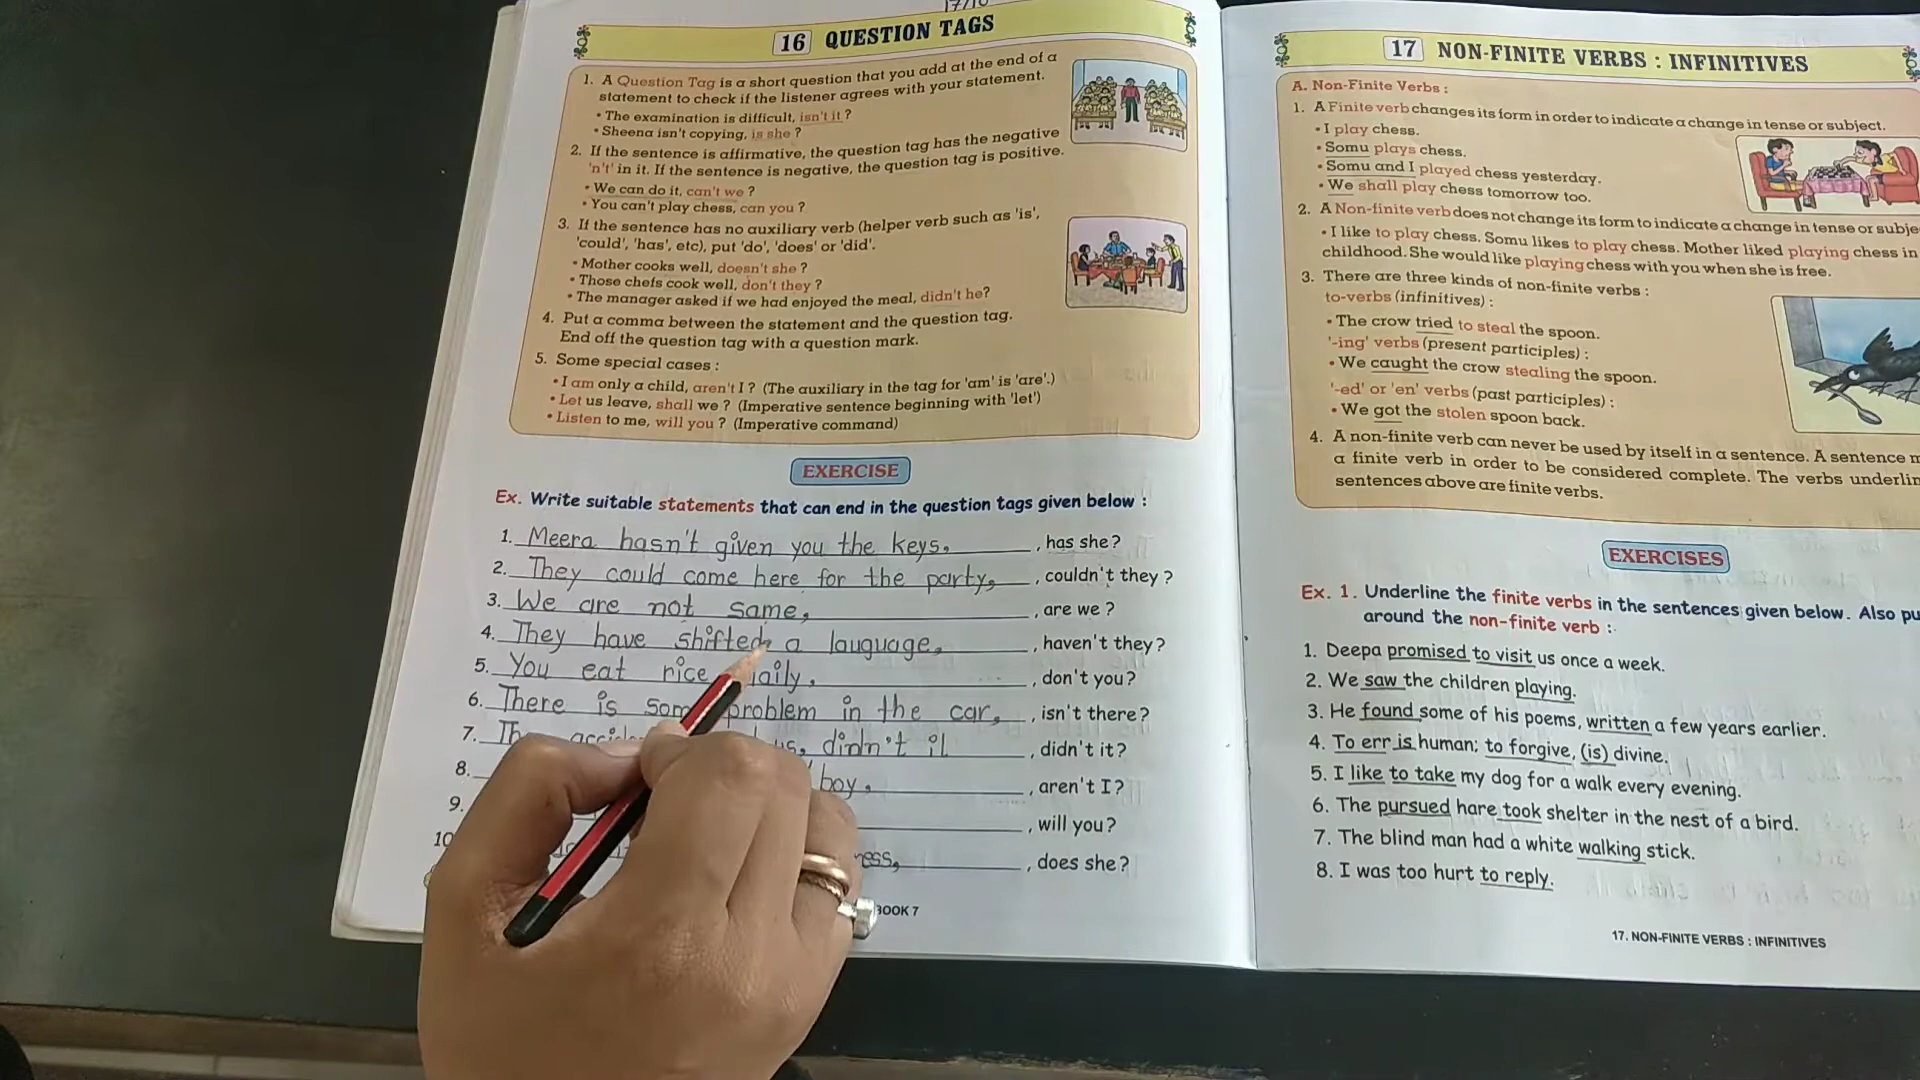 17/10
16 QUESTION TAGS
1. A Question Tag is a short question that you add at the end of a
statement to check if the listener agrees with your statement.
• The examination is difficult, isn't it ?
• Sheena isn't copying, is she ?
2. If the sentence is affirmative, the question tag has the negative
'n't' in it. If the sentence is negative, the question tag is positive.
• We can do it, can't we ?
• You can't play chess, can you ?
3. If the sentence has no auxiliary verb (helper verb such as 'is',
'could', 'has', etc), put 'do', 'does' or 'did'.
• Mother cooks well, doesn't she ?
• Those chefs cook well, don't they ?
• The manager asked if we had enjoyed the meal, didn't he?
4. Put a comma between the statement and the question tag.
End off the question tag with a question mark.
5. Some special cases :
• I am only a child, aren't I ? (The auxiliary in the tag for 'am' is 'are'.)
• Let us leave, shall we ? (Imperative sentence beginning with 'let')
• Listen to me, will you ? (Imperative command)
EXERCISE
Ex. Write suitable statements that can end in the question tags given below :
1. Meera hasn't given you the keys, , has she?
2. They could come here for the party, , couldn't they ?
3. We are not same, , are we ?
4. They have shifted a lauguage, , haven't they?
5. You eat rice daily, , don't you?
6. There is some problem in the car, , isn't there?
7. didn't it , didn't it?
8. boy, , aren't I?
9. , will you?
10 , does she?
BOOK 7
17 NON-FINITE VERBS : INFINITIVES
A. Non-Finite Verbs :
1. A Finite verb changes its form in order to indicate a change in tense or subject.
• I play chess.
• Somu plays chess.
• Somu and I played chess yesterday.
• We shall play chess tomorrow too.
2. A Non-finite verb does not change its form to indicate a change in tense or subje
• I like to play chess. Somu likes to play chess. Mother liked playing chess in
childhood. She would like playing chess with you when she is free.
3. There are three kinds of non-finite verbs :
to-verbs (infinitives) :
• The crow tried to steal the spoon.
'-ing' verbs (present participles) :
• We caught the crow stealing the spoon.
'-ed' or 'en' verbs (past participles) :
• We got the stolen spoon back.
4. A non-finite verb can never be used by itself in a sentence. A sentence m
a finite verb in order to be considered complete. The verbs underlin
sentences above are finite verbs.
EXERCISES
Ex. 1. Underline the finite verbs in the sentences given below. Also pu
around the non-finite verb :
1. Deepa promised to visit us once a week.
2. We saw the children playing.
3. He found some of his poems, written a few years earlier.
4. To err is human; to forgive, (is) divine.
5. I like to take my dog for a walk every evening.
6. The pursued hare took shelter in the nest of a bird.
7. The blind man had a white walking stick.
8. I was too hurt to reply.
17. NON-FINITE VERBS : INFINITIVES